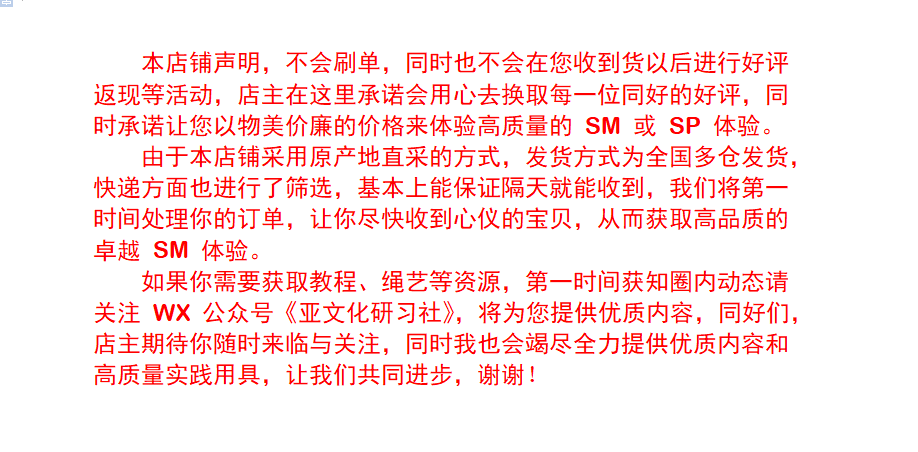 本店铺声明，不会刷单，同时也不会在您收到货以后进行好评
返现等活动，店主在这里承诺会用心去换取每一位同好的好评，同
时承诺让您以物美价廉的价格来体验高质量的 SM 或 SP 体验。
由于本店铺采用原产地直采的方式，发货方式为全国多仓发货，
快递方面也进行了筛选，基本上能保证隔天就能收到，我们将第一
时间处理你的订单，让你尽快收到心仪的宝贝，从而获取高品质的
卓越 SM 体验。
如果你需要获取教程、绳艺等资源，第一时间获知圈内动态请
关注 WX 公众号《亚文化研习社》，将为您提供优质内容，同好们，
店主期待你随时来临与关注，同时我也会竭尽全力提供优质内容和
高质量实践用具，让我们共同进步，谢谢！